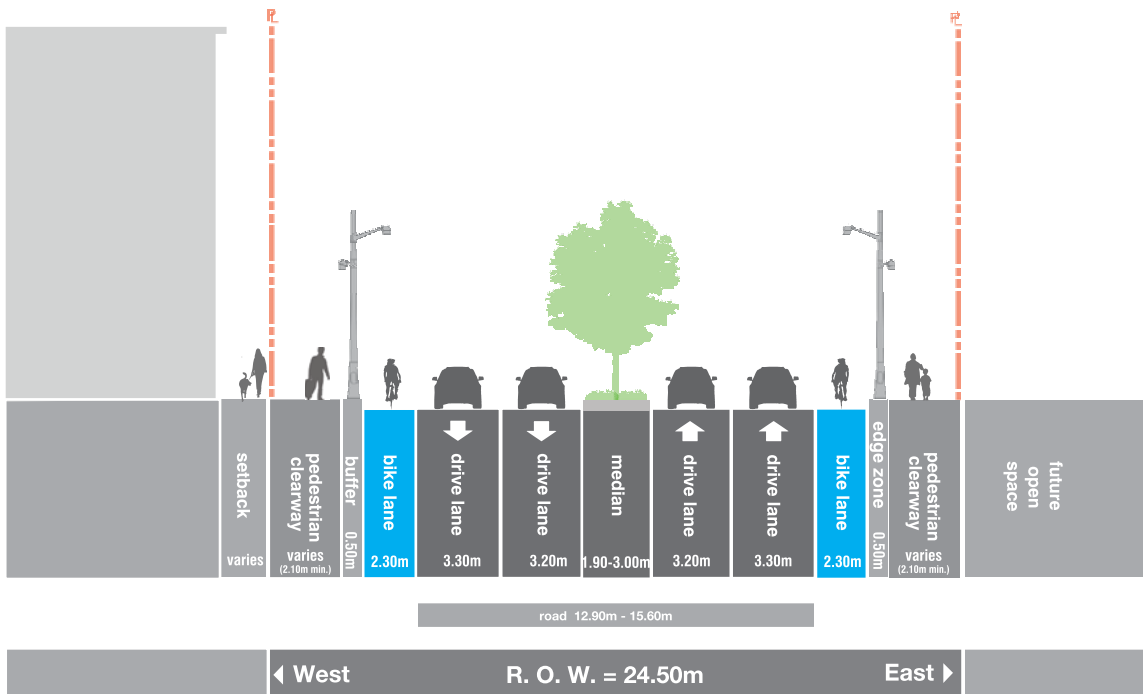 PL
PL
setback
varies
pedestrian
clearway
varies
(2.10m min.)
buffer
0.50m
bike lane
2.30m
drive lane
3.30m
drive lane
3.20m
median
1.90-3.00m
drive lane
3.20m
drive lane
3.30m
bike lane
2.30m
edge zone
0.50m
pedestrian
clearway
varies
(2.10m min.)
future
open
space
road 12.90m - 15.60m
West
R. O. W. = 24.50m
East